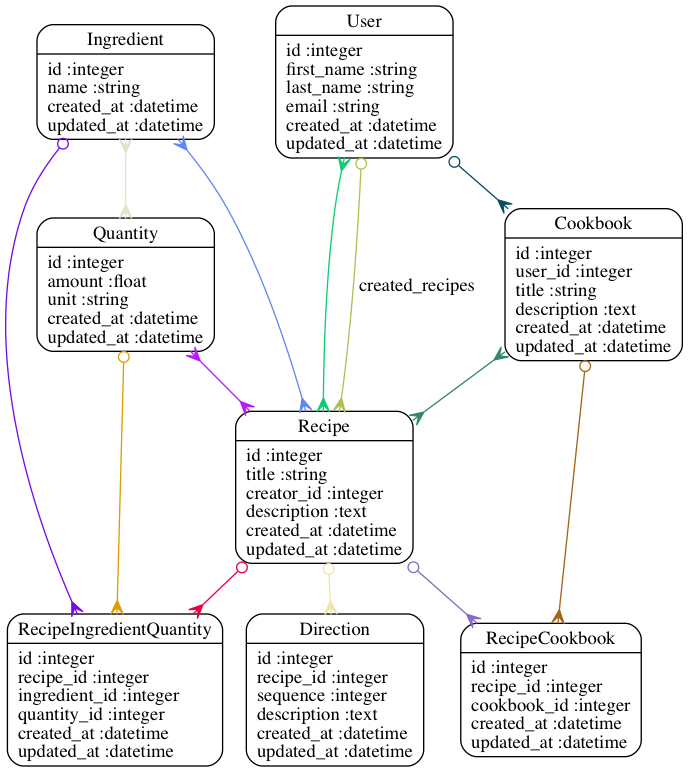 Ingredient
id :integer
name :string
created_at :datetime
updated_at :datetime
User
id :integer
first_name :string
last_name :string
email :string
created_at :datetime
updated_at :datetime
Quantity
id :integer
amount :float
unit :string
created_at :datetime
updated_at :datetime
created_recipes
Cookbook
id :integer
user_id :integer
title :string
description :text
created_at :datetime
updated_at :datetime
Recipe
id :integer
title :string
creator_id :integer
description :text
created_at :datetime
updated_at :datetime
RecipeIngredientQuantity
id :integer
recipe_id :integer
ingredient_id :integer
quantity_id :integer
created_at :datetime
updated_at :datetime
Direction
id :integer
recipe_id :integer
sequence :integer
description :text
created_at :datetime
updated_at :datetime
RecipeCookbook
id :integer
recipe_id :integer
cookbook_id :integer
created_at :datetime
updated_at :datetime